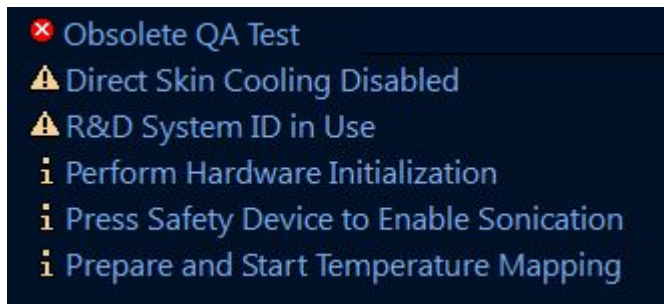 Obsolete QA Test
Direct Skin Cooling Disabled
R&D System ID in Use
Perform Hardware Initialization
Press Safety Device to Enable Sonication
Prepare and Start Temperature Mapping